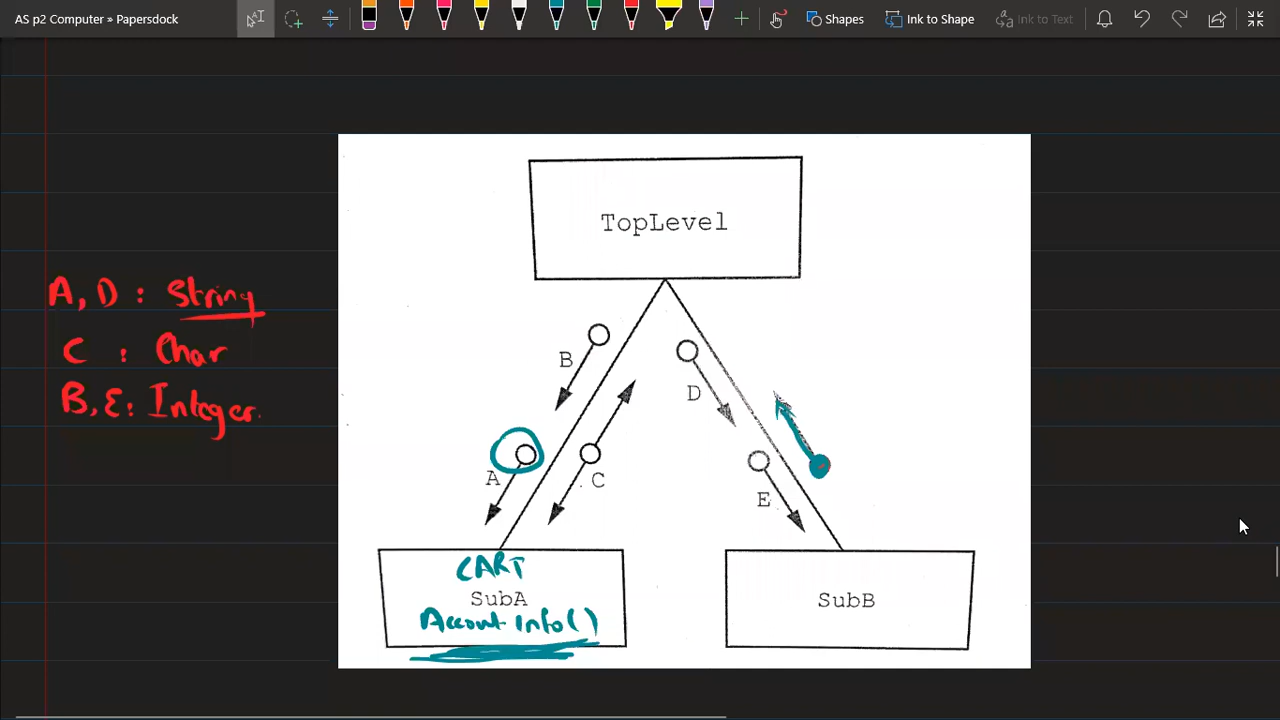 AS p2 Computer » Papersdock
Shapes
Ink to Shape
Ink to Text
TopLevel
A, D : String
C : Char
B, E: Integer.
B
D
A
C
E
CART
SubA
Account Info()
SubB